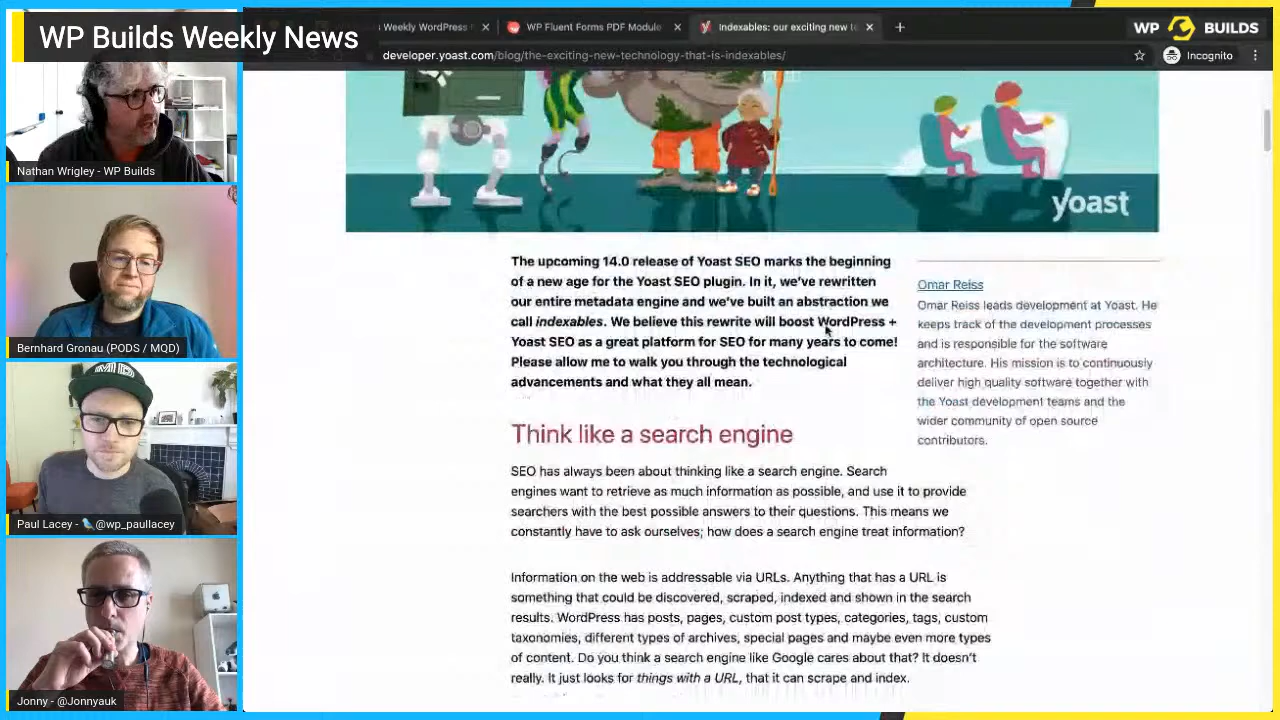 WP Builds Weekly News
Weekly WordPress
WP Fluent Forms PDF Module
Indexables: our exciting new t
WP BUILDS
developer.yoast.com/blog/the-exciting-new-technology-that-is-indexables/
Incognito
Nathan Wrigley - WP Builds
Bernhard Gronau (PODS / MQD)
Paul Lacey - 🐦@wp_paullacey
Jonny - @Jonnyauk
yoast
The upcoming 14.0 release of Yoast SEO marks the beginning
of a new age for the Yoast SEO plugin. In it, we've rewritten
our entire metadata engine and we've built an abstraction we
call indexables. We believe this rewrite will boost WordPress +
Yoast SEO as a great platform for SEO for many years to come!
Please allow me to walk you through the technological
advancements and what they all mean.
Omar Reiss
Omar Reiss leads development at Yoast. He
keeps track of the development processes
and is responsible for the software
architecture. His mission is to continuously
deliver high quality software together with
the Yoast development teams and the
wider community of open source
contributors.
Think like a search engine
SEO has always been about thinking like a search engine. Search
engines want to retrieve as much information as possible, and use it to provide
searchers with the best possible answers to their questions. This means we
constantly have to ask ourselves; how does a search engine treat information?
Information on the web is addressable via URLs. Anything that has a URL is
something that could be discovered, scraped, indexed and shown in the search
results. WordPress has posts, pages, custom post types, categories, tags, custom
taxonomies, different types of archives, special pages and maybe even more types
of content. Do you think a search engine like Google cares about that? It doesn't
really. It just looks for things with a URL, that it can scrape and index.